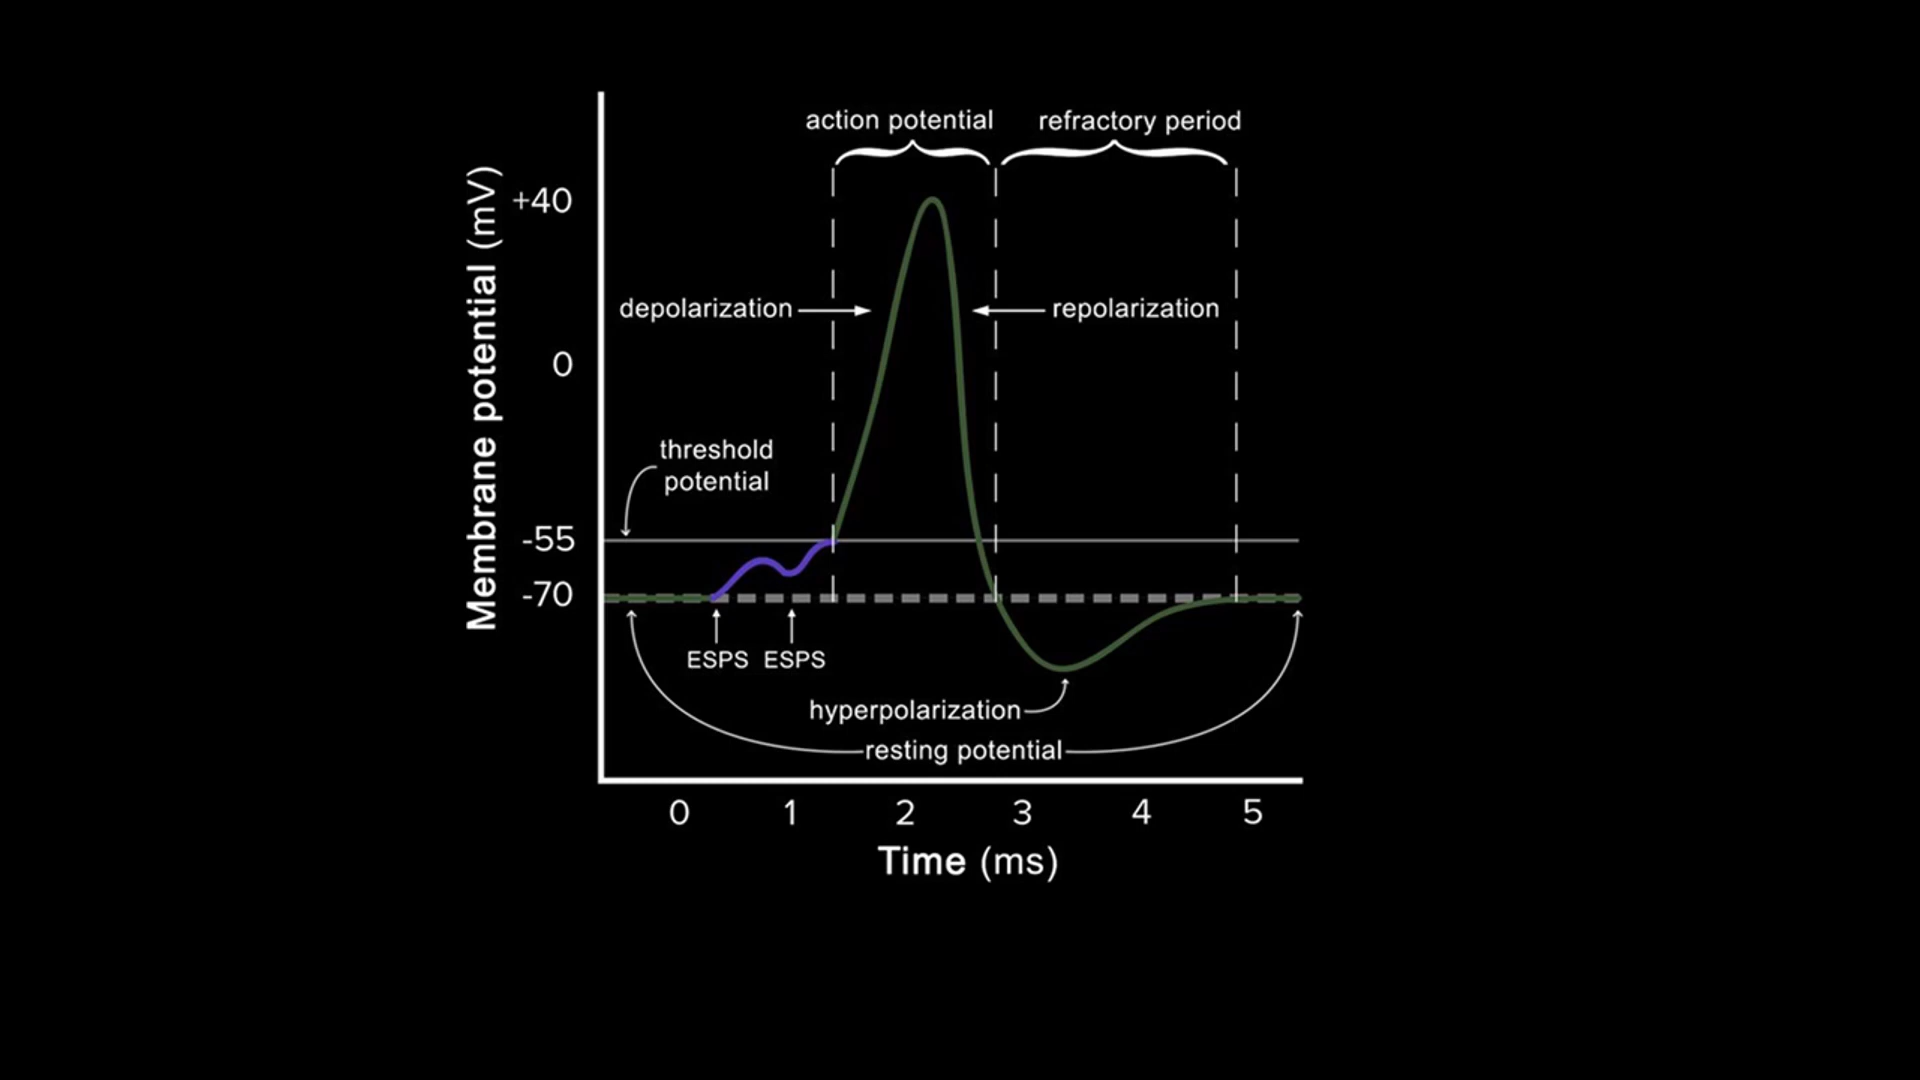 action potential
refractory period
Membrane potential (mV)
+40
depolarization
repolarization
0
threshold
potential
-55
-70
ESPS
ESPS
hyperpolarization
resting potential
0 1 2 3 4 5
Time (ms)